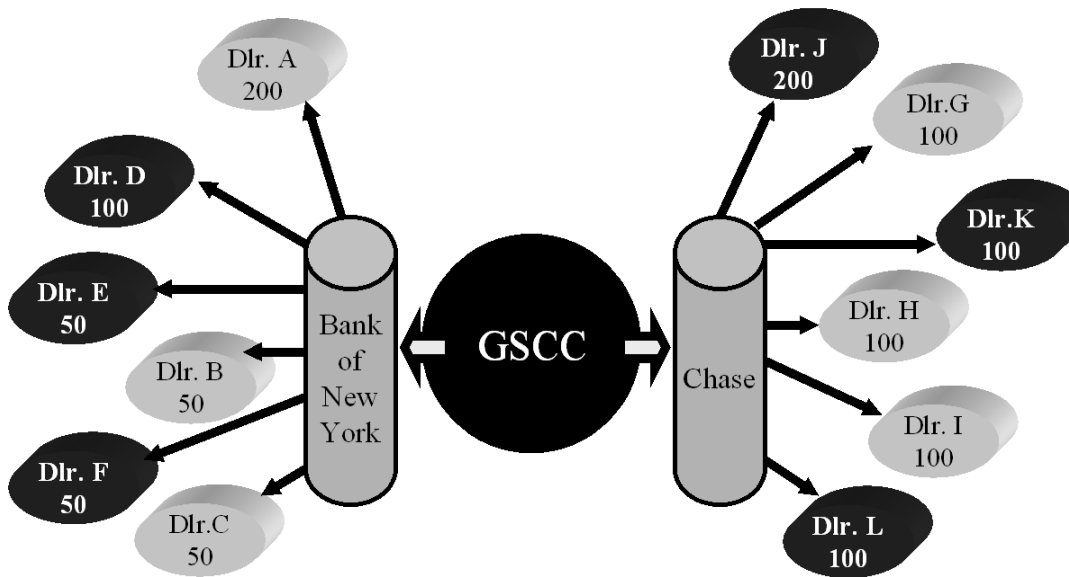 Dlr. A
200
Dlr. D
100
Dlr. E
50
Dlr. B
50
Dlr. F
50
Dlr.C
50
Bank
of
New
York
GSCC
Chase
Dlr. J
200
Dlr.G
100
Dlr.K
100
Dlr. H
100
Dlr. I
100
Dlr. L
100